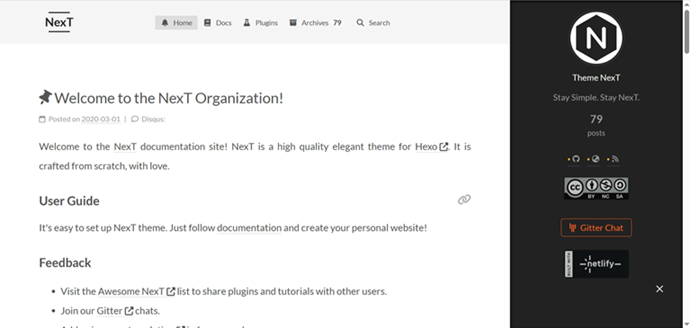 NexT
Home Docs Plugins Archives 79 Search
Welcome to the NexT Organization!
Posted on 2020-03-01 | Disqus:
Welcome to the NexT documentation site! NexT is a high quality elegant theme for Hexo. It is
crafted from scratch, with love.
User Guide
It's easy to set up NexT theme. Just follow documentation and create your personal website!
Feedback
• Visit the Awesome NexT list to share plugins and tutorials with other users.
• Join our Gitter chats.
N
Theme NexT
Stay Simple. Stay NexT.
79
posts
CC BY NC SA
Gitter Chat
BUILT WITH netlify